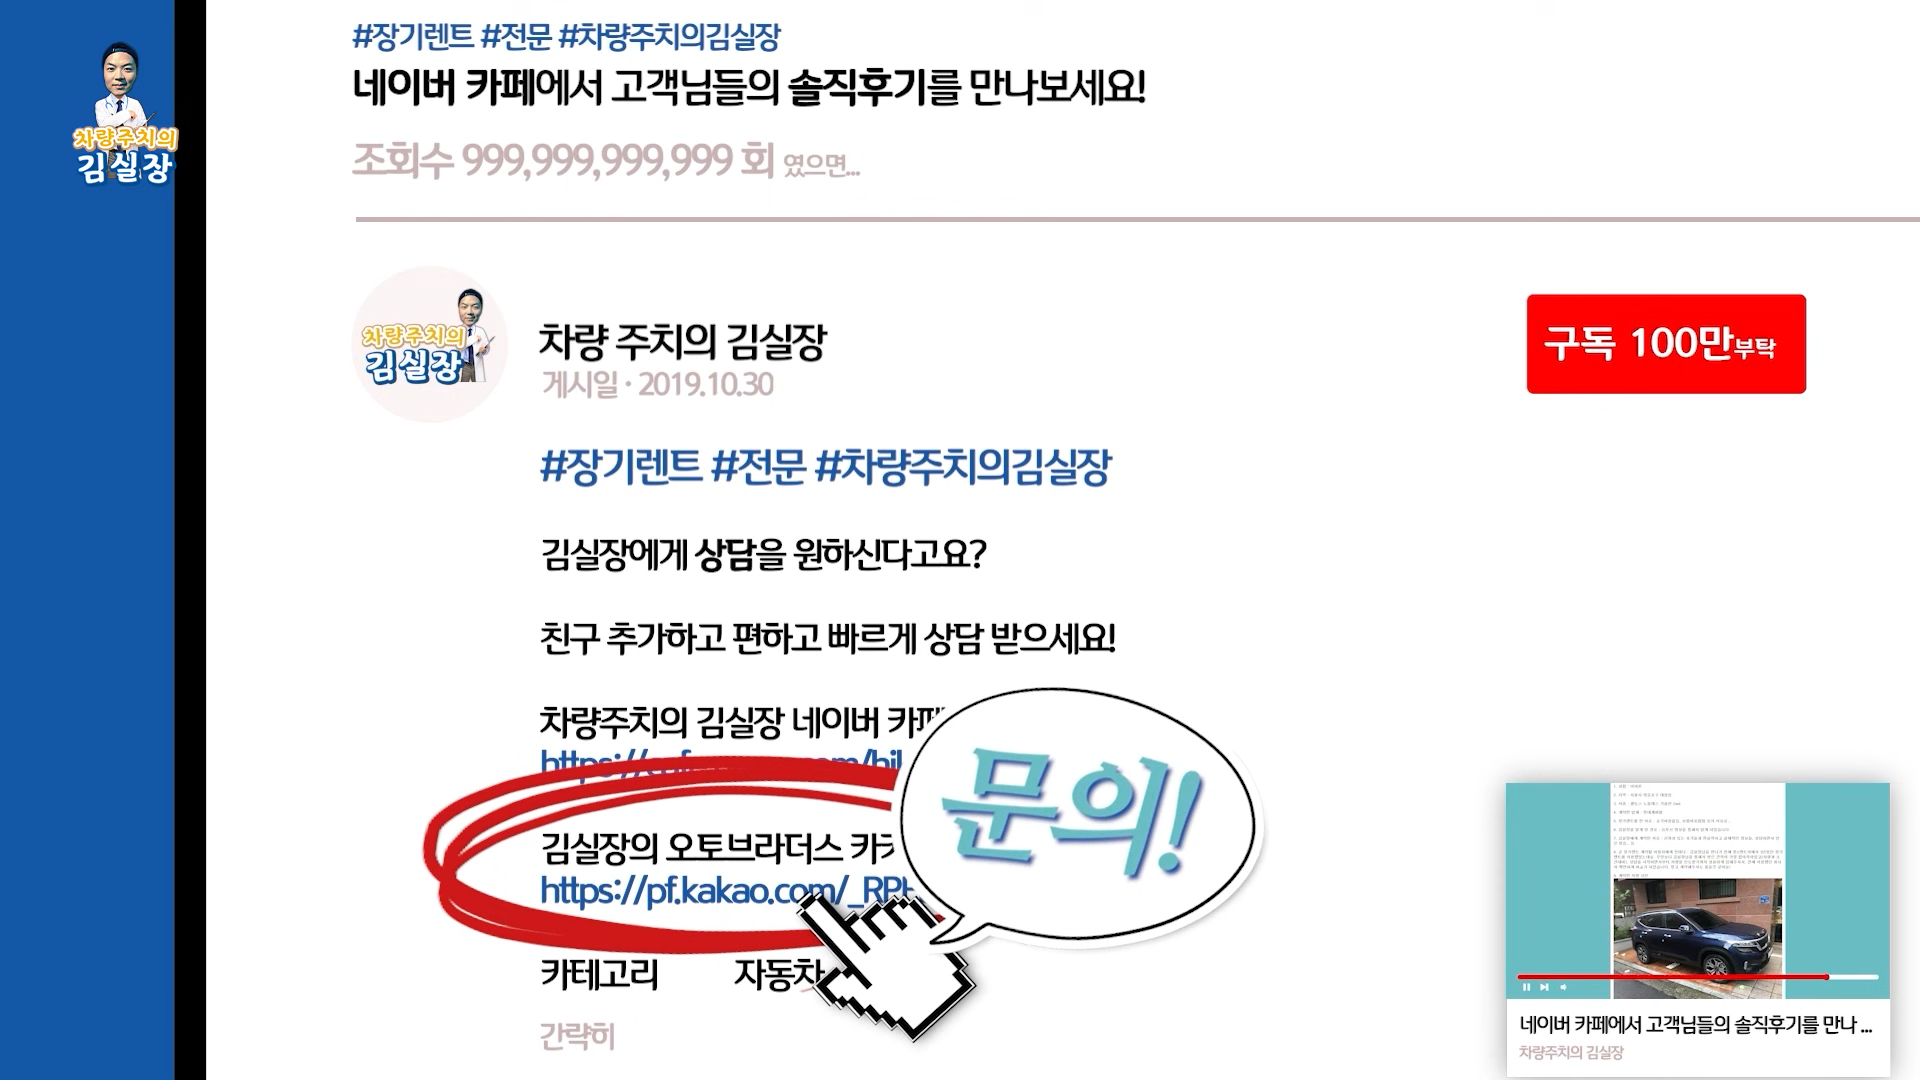 #장기렌트 #전문 #차량주치의김실장
네이버 카페에서 고객님들의 솔직후기를 만나보세요!
조회수 999,999,999,999 회 였으면...
차량주치의
김실장
차량주치의
김실장
차량 주치의 김실장
게시일 · 2019.10.30
구독 100만부탁
#장기렌트 #전문 #차량주치의김실장
김실장에게 상담을 원하신다고요?
친구 추가하고 편하고 빠르게 상담 받으세요!
차량주치의 김실장 네이버 카페
https://
김실장의 오토브라더스
https://pf.kakao.com/_RP
문의!
카테고리 자동차
간략히
네이버 카페에서 고객님들의 솔직후기를 만나 ...
차량주치의 김실장